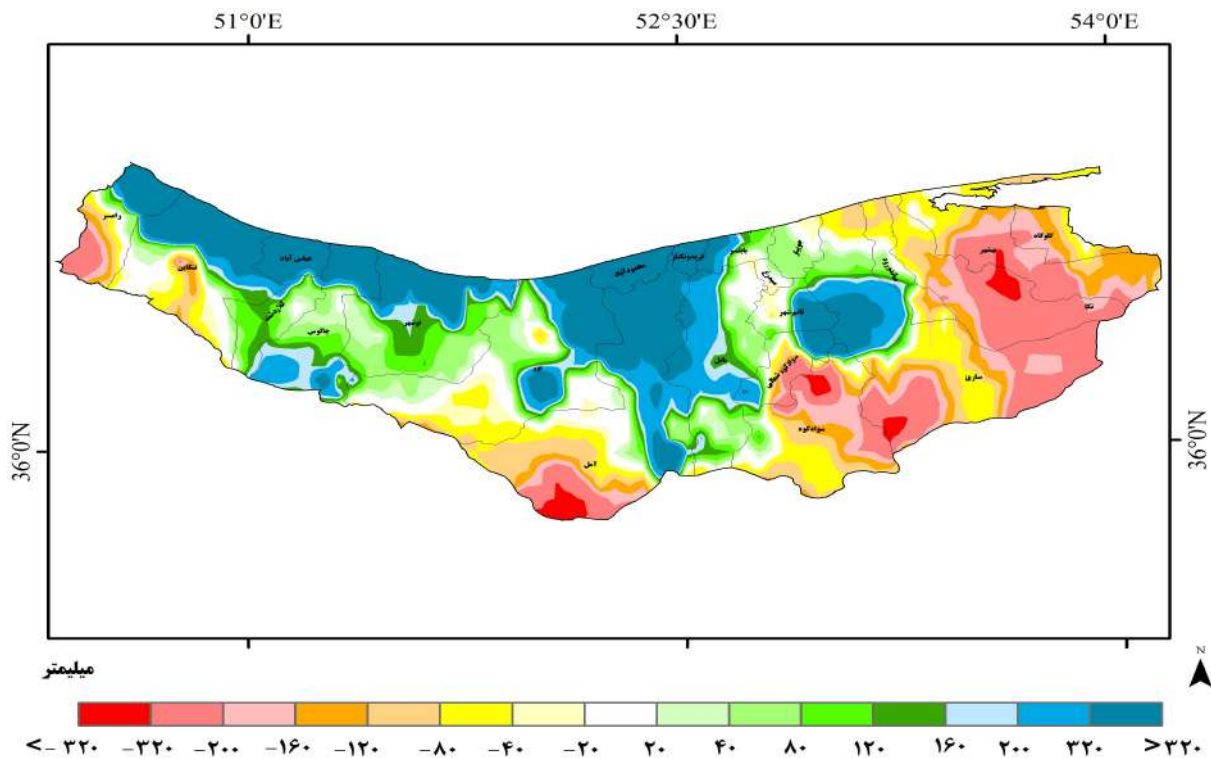 51°0'E 52°30'E 54°0'E
رامسر
تنکابن
عباس آباد
چالوس
نوشهر
نور
آمل
محمودآباد
فریدونکنار
بابلسر
بابل
جویبار
قائم‌شهر
سوادکوه
ساری
نکا
بهشهر
گلوگاه
36°0'N 36°0'N
میلیمتر
N
<-۳۲۰ -۳۲۰ -۲۰۰ -۱۶۰ -۱۲۰ -۸۰ -۴۰ -۲۰ ۲۰ ۴۰ ۸۰ ۱۲۰ ۱۶۰ ۲۰۰ ۳۲۰ >۳۲۰